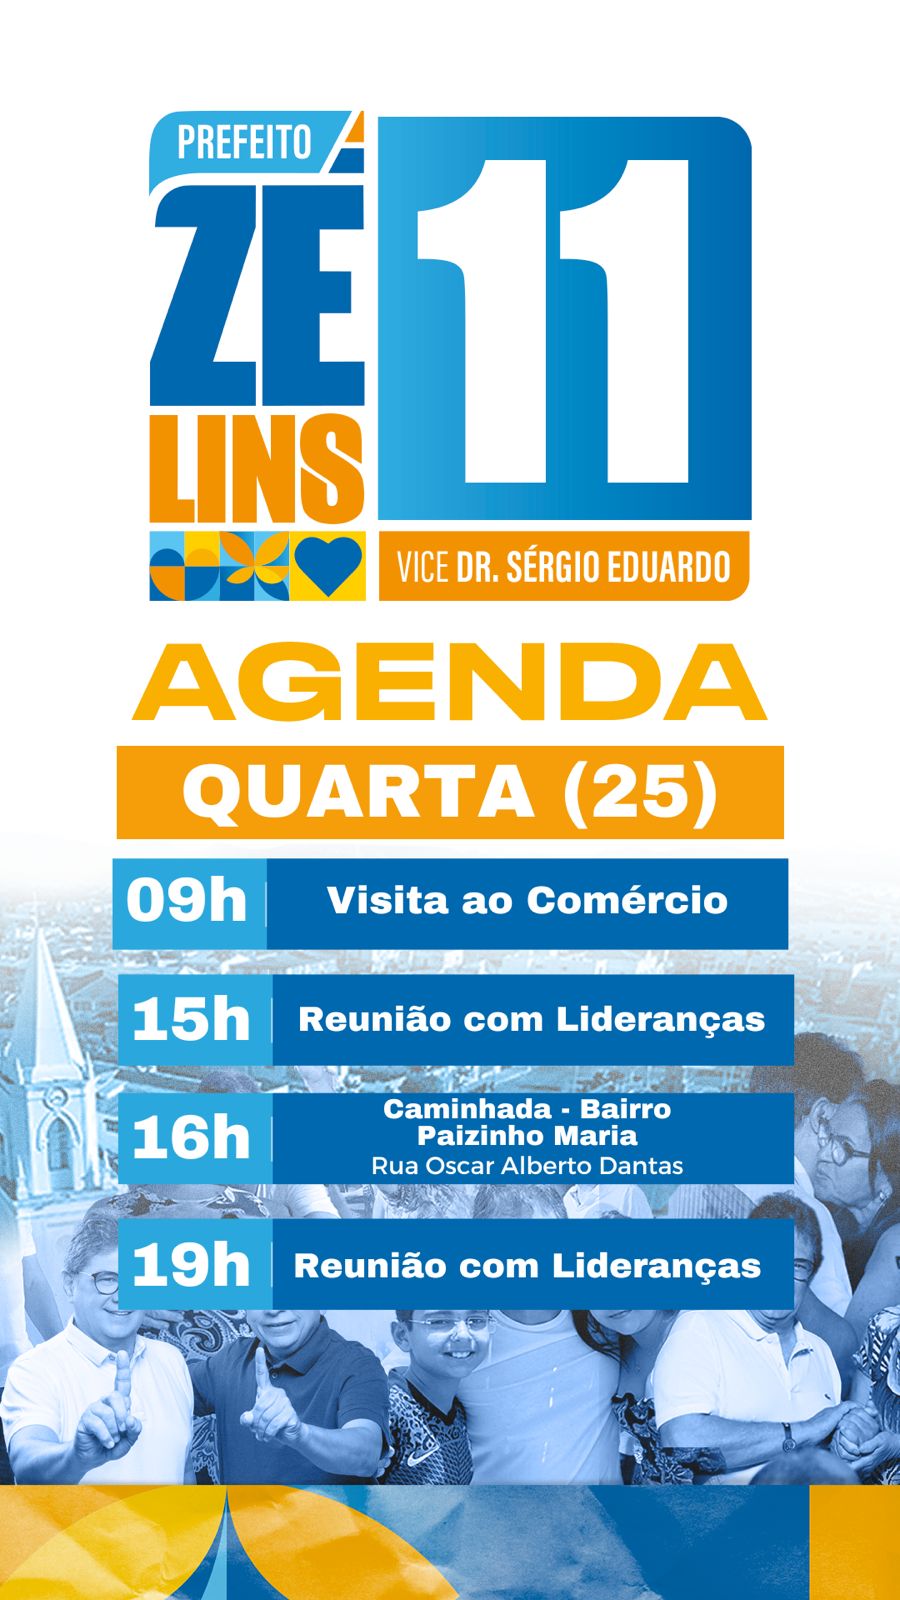 PREFEITO
ZÉ
LINS
11
VICE DR. SÉRGIO EDUARDO
AGENDA
QUARTA (25)
09h
Visita ao Comércio
15h
Reunião com Lideranças
16h
Caminhada - Bairro
Paizinho Maria
Rua Oscar Alberto Dantas
19h
Reunião com Lideranças